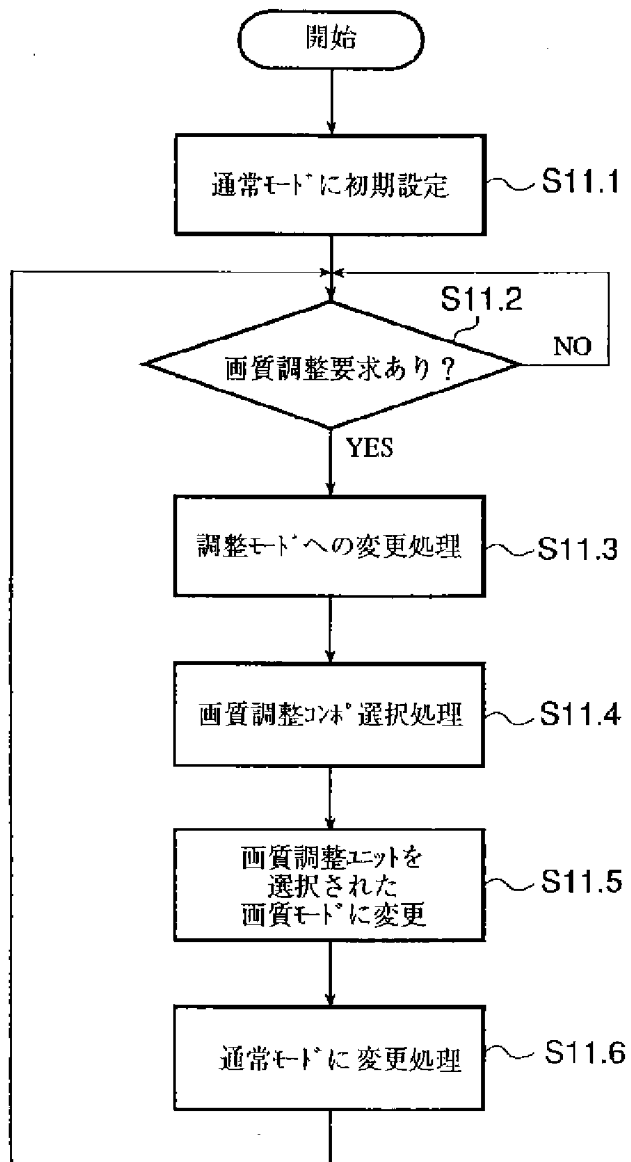 開始
通常ﾓｰﾄﾞに初期設定
S11.1
S11.2
画質調整要求あり？
NO
YES
調整ﾓｰﾄﾞへの変更処理
S11.3
画質調整ｺﾝﾎﾟ選択処理
S11.4
画質調整ﾕﾆｯﾄを
選択された
画質ﾓｰﾄﾞに変更
S11.5
通常ﾓｰﾄﾞに変更処理
S11.6